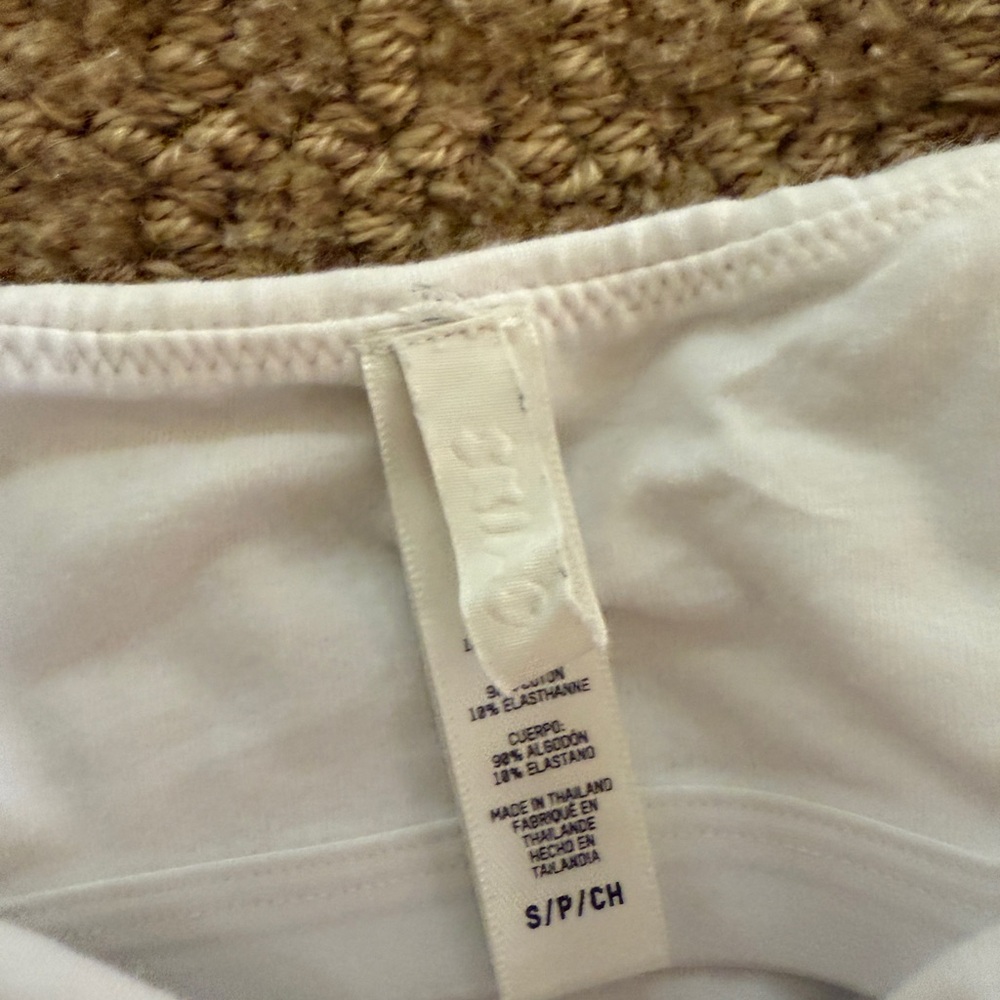 10% ELASTHANNE
CUERPO:
90% ALGODÓN
10% ELASTANO
MADE IN THAILAND
FABRIQUÉ EN
THAÏLANDE
HECHO EN
TAILANDIA
S/P/CH